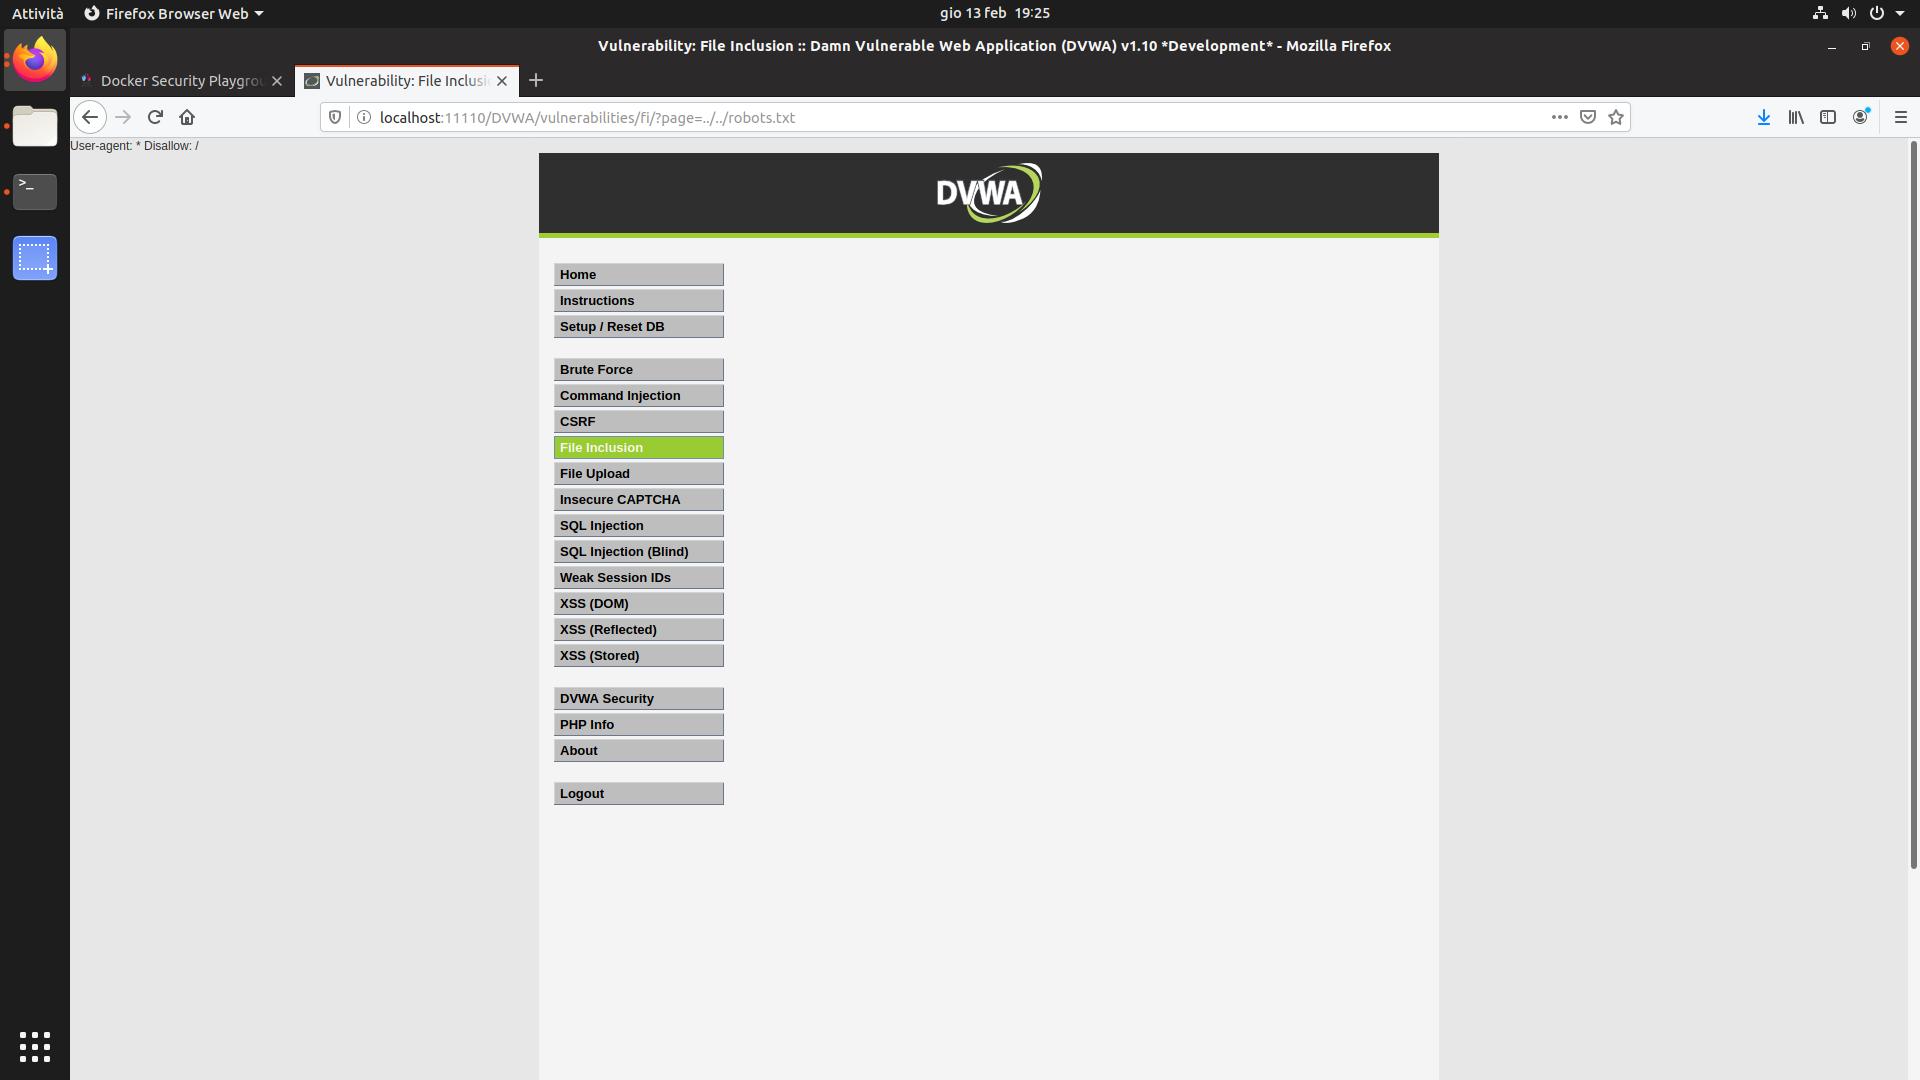 Attività
Firefox Browser Web
gio 13 feb 19:25
Vulnerability: File Inclusion :: Damn Vulnerable Web Application (DVWA) v1.10 *Development* - Mozilla Firefox
Docker Security Playgrou
Vulnerability: File Inclusi
localhost:11110/DVWA/vulnerabilities/fi/?page=../../robots.txt
User-agent: * Disallow: /
DVWA
Home
Instructions
Setup / Reset DB
Brute Force
Command Injection
CSRF
File Inclusion
File Upload
Insecure CAPTCHA
SQL Injection
SQL Injection (Blind)
Weak Session IDs
XSS (DOM)
XSS (Reflected)
XSS (Stored)
DVWA Security
PHP Info
About
Logout